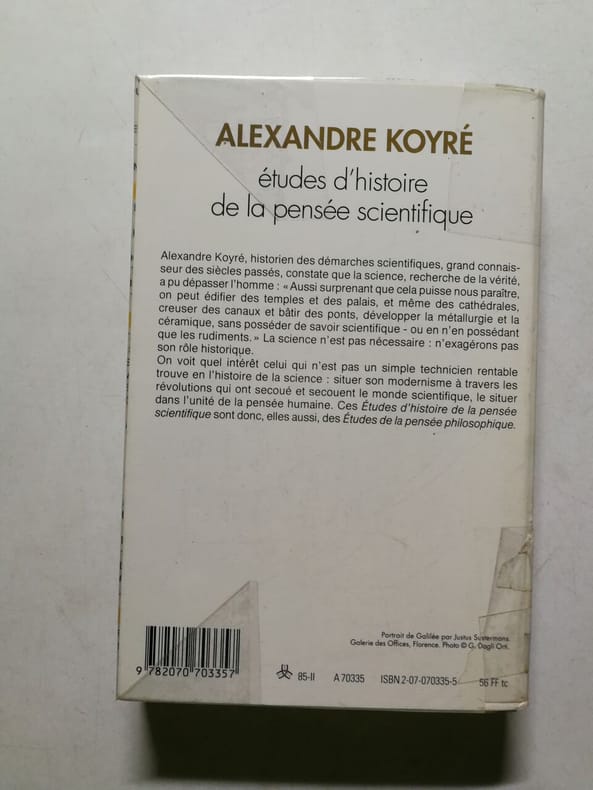 ALEXANDRE KOYRÉ
études d'histoire
de la pensée scientifique
Alexandre Koyré, historien des démarches scientifiques, grand connais-
seur des siècles passés, constate que la science, recherche de la vérité,
a pu dépasser l'homme : « Aussi surprenant que cela puisse nous paraître,
on peut édifier des temples et des palais, et même des cathédrales,
creuser des canaux et bâtir des ponts, développer la métallurgie et la
céramique, sans posséder de savoir scientifique - ou en n'en possédant
que les rudiments. » La science n'est pas nécessaire : n'exagérons pas
son rôle historique.
On voit quel intérêt celui qui n'est pas un simple technicien rentable
trouve en l'histoire de la science : situer son modernisme à travers les
révolutions qui ont secoué et secouent le monde scientifique, le situer
dans l'unité de la pensée humaine. Ces Études d'histoire de la pensée
scientifique sont donc, elles aussi, des Études de la pensée philosophique.
Portrait de Galilée par Justus Sustermans.
Galerie des Offices, Florence. Photo © G. Dagli Orti.
9 782070 703357
85-II A 70335 ISBN 2-07-070335-5 56 FF tc